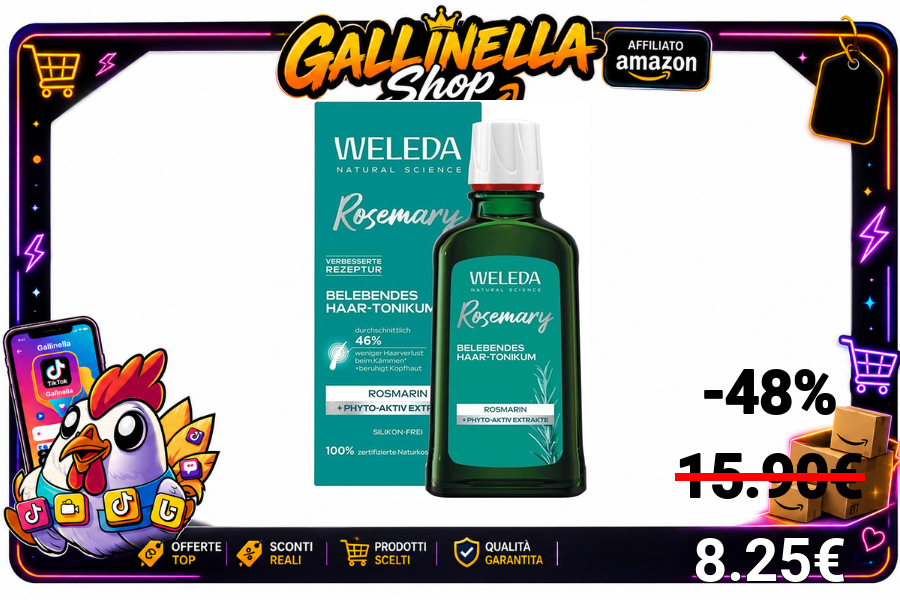 GALLINELLA
Shop
AFFILIATO
amazon
WELEDA
NATURAL SCIENCE
Rosemary
VERBESSERTE
REZEPTUR
BELEBENDES
HAAR-TONIKUM
durchschnittlich
46%
weniger Haarverlust
beim Kämmen*
+beruhigt Kopfhaut
ROSMARIN
+ PHYTO-AKTIV
SILIKON-FREI
100% zertifizierte
WELEDA
NATURAL SCIENCE
Rosemary
BELEBENDES
HAAR-TONIKUM
ROSMARIN
+ PHYTO-AKTIV EXTRAKTE
Gallinella
TikTok
Gallinella
-48%
15.90€
8.25€
OFFERTE
TOP
SCONTI
REALI
PRODOTTI
SCELTI
QUALITÀ
GARANTITA